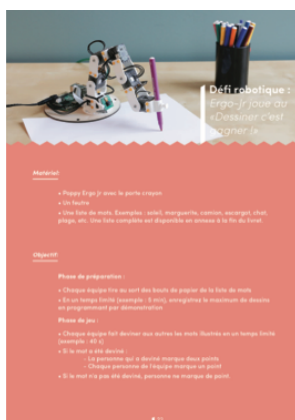 Défi robotique :
Ergo-Jr joue au
«Dessiner c'est
gagner !»
Matériel:
• Poppy Ergo Jr avec le porte crayon
• Un feutre
• Une liste de mots. Exemples : soleil, marguerite, camion, escargot, chat,
plage, etc. Une liste complète est disponible en annexe à la fin du livret.
Objectif:
Phase de préparation :
• Chaque équipe tire au sort des bouts de papier de la liste de mots
• En un temps limité (exemple : 5 min), enregistrez le maximum de dessins
en programmant par démonstration
Phase de jeu :
• Chaque équipe fait deviner aux autres les mots illustrés en un temps limité
(exemple : 40 s)
• Si le mot a été deviné :
- La personne qui a deviné marque deux points
- Chaque personne de l'équipe marque un point
• Si le mot n'a pas été deviné, personne ne marque de point.